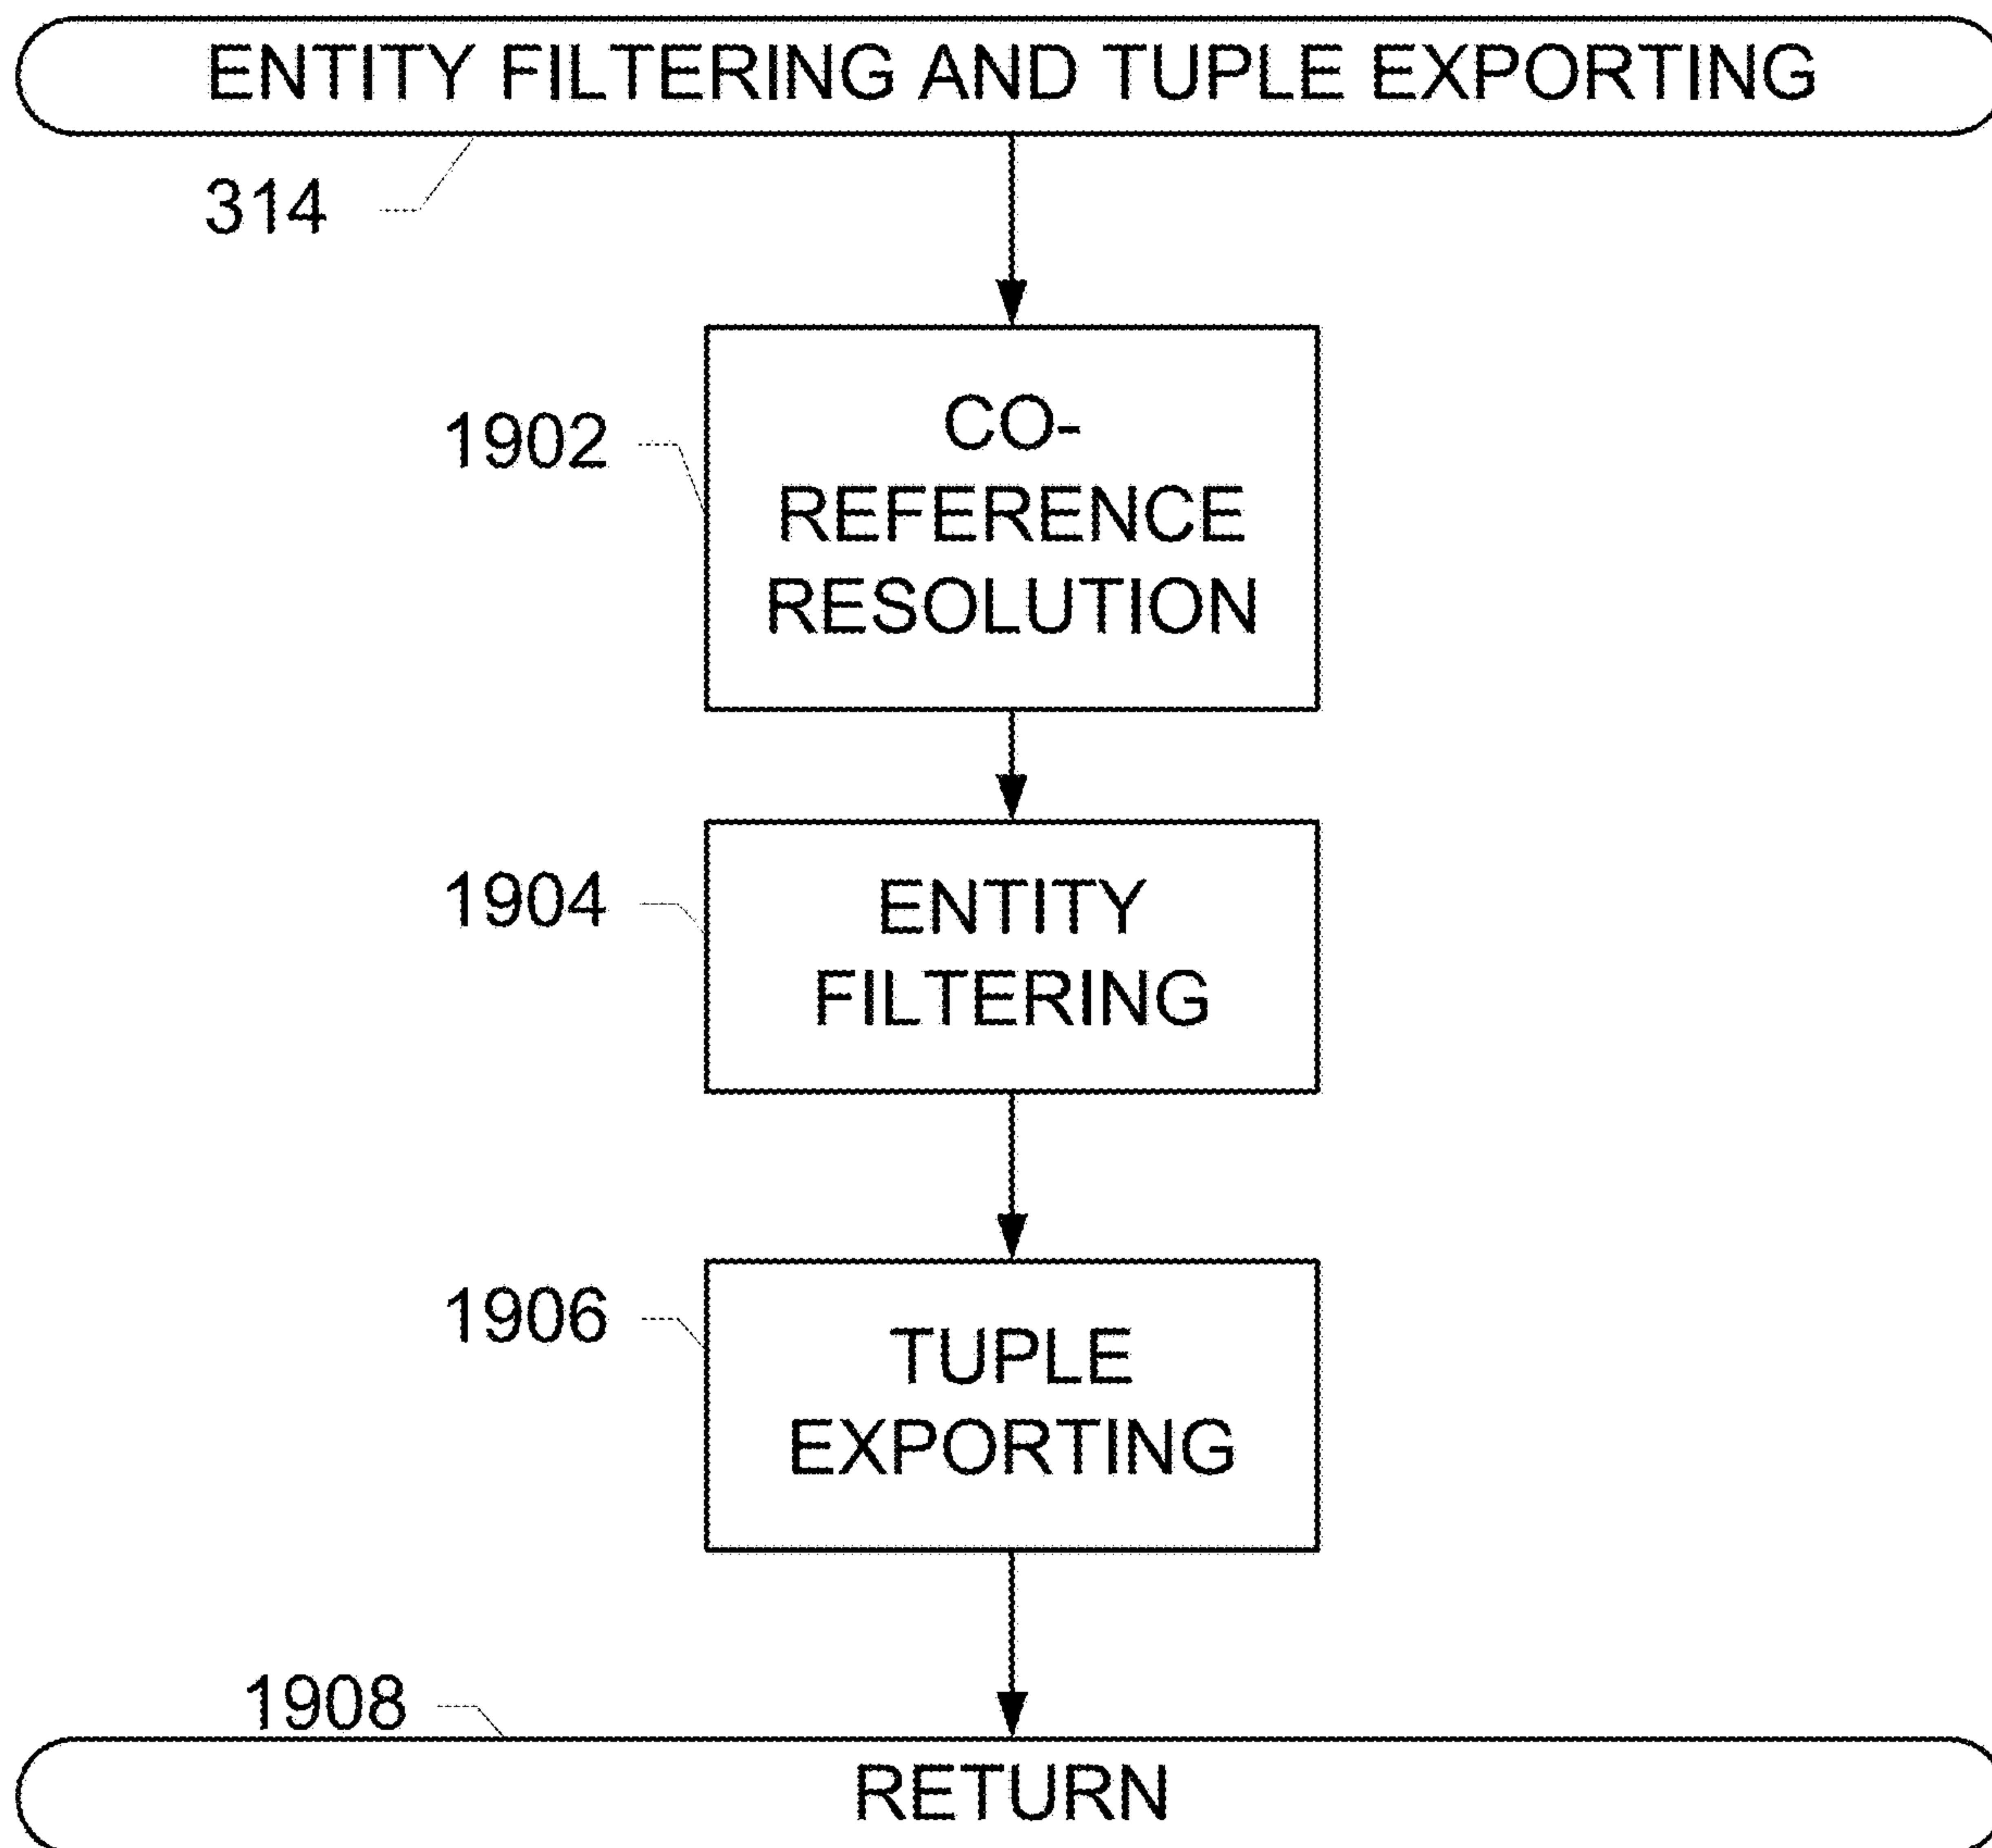 ENTITY FILTERING AND TUPLE EXPORTING
314
1902
CO-
REFERENCE
RESOLUTION
1904
ENTITY
FILTERING
1906
TUPLE
EXPORTING
1908
RETURN